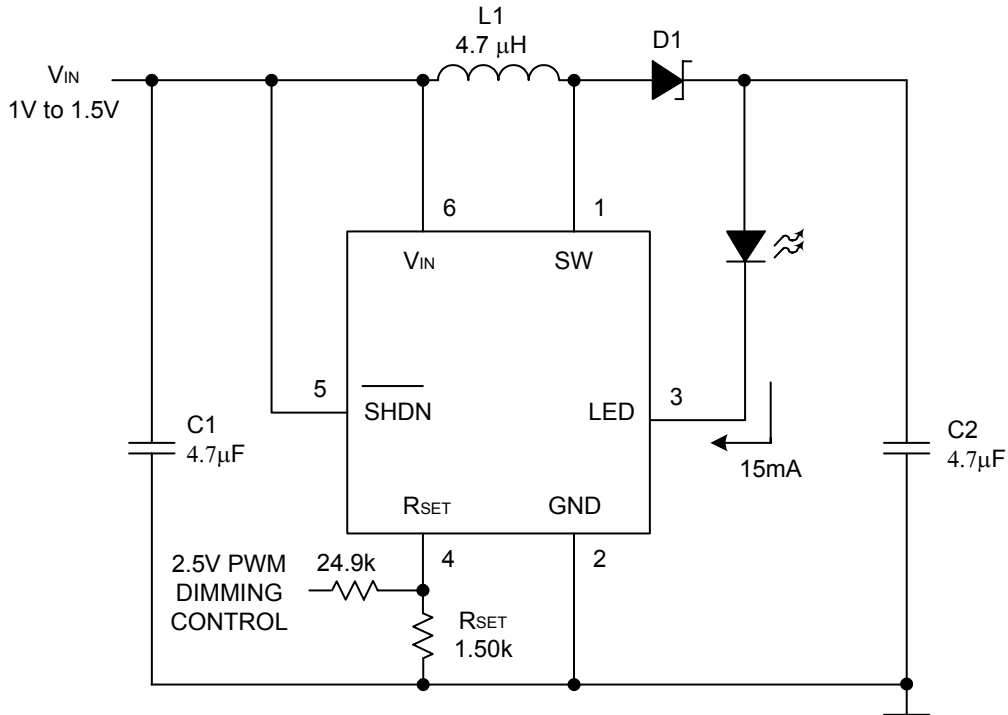 L1
4.7 μH
D1
VIN
1V to 1.5V
6
1
VIN
SW
5
SHDN
LED
3
C1
4.7μF
15mA
C2
4.7μF
RSET
GND
4
2
2.5V PWM
DIMMING
CONTROL
24.9k
RSET
1.50k